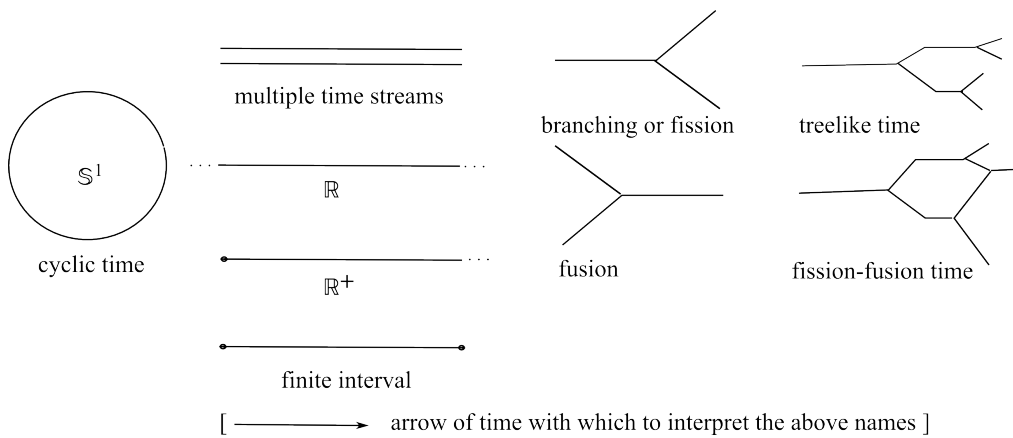 multiple time streams
branching or fission
treelike time
𝕊¹
· · ·
· · ·
ℝ
cyclic time
fusion
fission-fusion time
· · ·
ℝ⁺
finite interval
[ arrow of time with which to interpret the above names ]